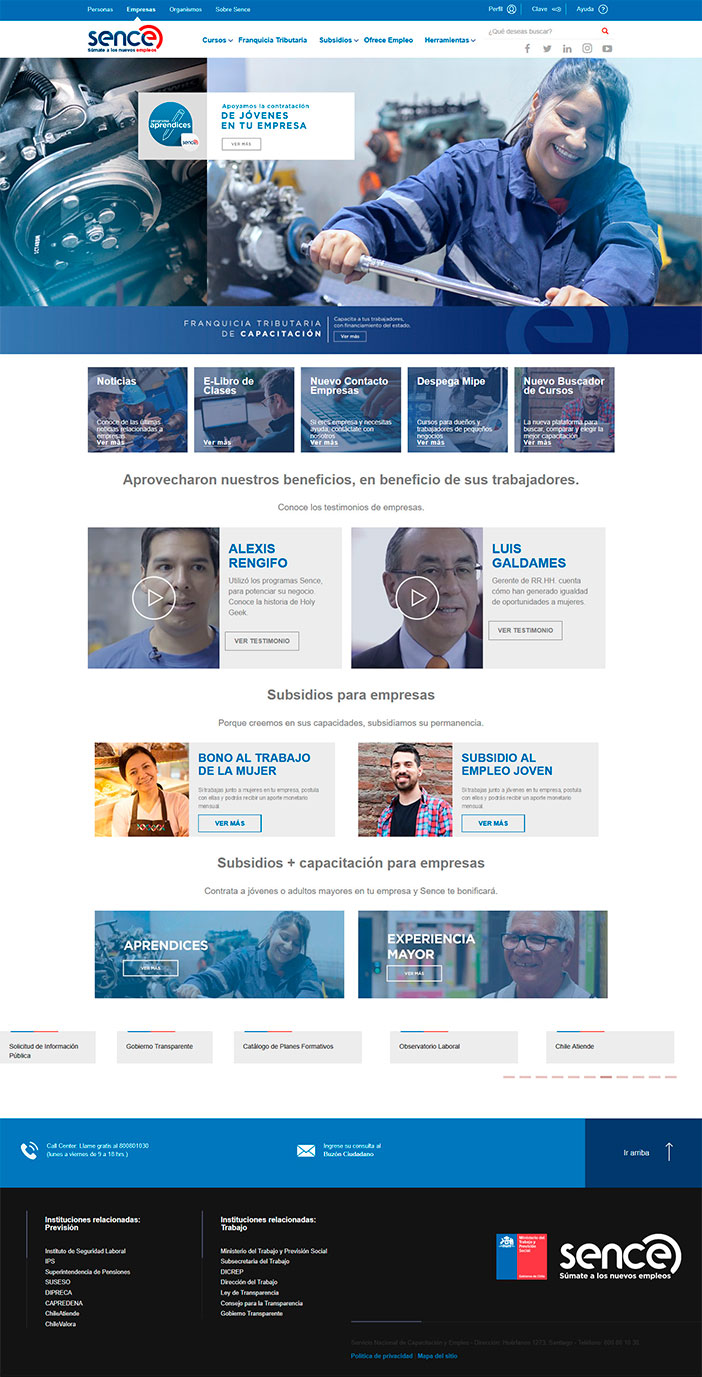 Personas Empresas Organismos Sobre Sence
Perfil Clave Ayuda
sence
Súmate a los nuevos empleos
Cursos Franquicia Tributaria Subsidios Ofrece Empleo Herramientas
¿Qué deseas buscar?
programa
aprendices
sence
Apoyamos la contratación
DE JÓVENES
EN TU EMPRESA
VER MÁS
FRANQUICIA TRIBUTARIA
DE CAPACITACIÓN
Capacita a tus trabajadores,
con financiamiento del estado.
Ver más
Noticias
Conoce de las últimas
noticias relacionadas a
empresas
Ver más
E-Libro de
Clases
Ver más
Nuevo Contacto
Empresas
Si eres empresa y necesitas
ayuda, contáctate con
nosotros
Ver más
Despega Mipe
Cursos para dueños y
trabajadores de pequeños
negocios
Ver más
Nuevo Buscador
de Cursos
La nueva plataforma para
buscar, comparar y elegir la
mejor capacitación
Ver más
Aprovecharon nuestros beneficios, en beneficio de sus trabajadores.
Conoce los testimonios de empresas.
ALEXIS
RENGIFO
Utilizó los programas Sence,
para potenciar su negocio.
Conoce la historia de Holy
Geek.
VER TESTIMONIO
LUIS
GALDAMES
Gerente de RR.HH. cuenta
cómo han generado igualdad
de oportunidades a mujeres.
VER TESTIMONIO
Subsidios para empresas
Porque creemos en sus capacidades, subsidiamos su permanencia.
BONO AL TRABAJO
DE LA MUJER
Si trabajas junto a mujeres en tu empresa, postula
con ellas y podrás recibir un aporte monetario
mensual.
VER MÁS
SUBSIDIO AL
EMPLEO JOVEN
Si trabajas junto a jóvenes en tu empresa, postula
con ellas y podrás recibir un aporte monetario
mensual.
VER MÁS
Subsidios + capacitación para empresas
Contrata a jóvenes o adultos mayores en tu empresa y Sence te bonificará.
APRENDICES
VER MÁS
EXPERIENCIA
MAYOR
VER MÁS
Solicitud de Información
Pública
Gobierno Transparente
Catálogo de Planes Formativos
Observatorio Laboral
Chile Atiende
Call Center: Llame gratis al 800801030
(lunes a viernes de 9 a 18 hrs.)
Ingrese su consulta al
Buzón Ciudadano
Ir arriba
Instituciones relacionadas:
Previsión
Instituto de Seguridad Laboral
IPS
Superintendencia de Pensiones
SUSESO
DIPRECA
CAPREDENA
ChileAtiende
ChileValora
Instituciones relacionadas:
Trabajo
Ministerio del Trabajo y Previsión Social
Subsecretaria del Trabajo
DICREP
Dirección del Trabajo
Ley de Transparencia
Consejo para la Transparencia
Gobierno Transparente
Ministerio del
Trabajo y
Previsión
Social
Gobierno de Chile
sence
Súmate a los nuevos empleos
Servicio Nacional de Capacitación y Empleo - Dirección: Huérfanos 1273, Santiago - Teléfono: 800 80 10 30
Política de privacidad | Mapa del sitio